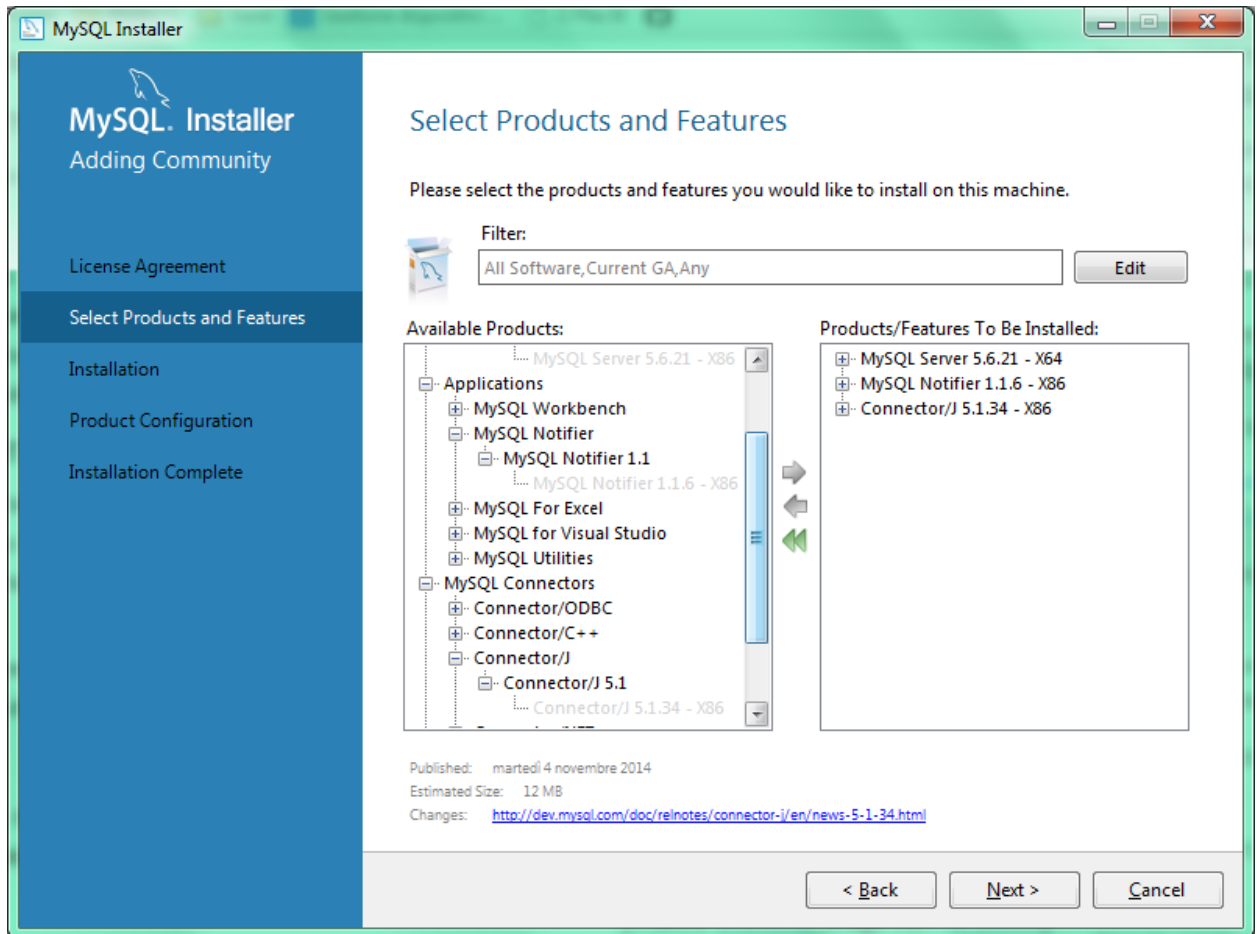 MySQL Installer
MySQL. Installer
Adding Community
License Agreement
Select Products and Features
Installation
Product Configuration
Installation Complete
Select Products and Features
Please select the products and features you would like to install on this machine.
Filter:
All Software,Current GA,Any
Edit
Available Products:
MySQL Server 5.6.21 - X86
Applications
MySQL Workbench
MySQL Notifier
MySQL Notifier 1.1
MySQL Notifier 1.1.6 - X86
MySQL For Excel
MySQL for Visual Studio
MySQL Utilities
MySQL Connectors
Connector/ODBC
Connector/C++
Connector/J
Connector/J 5.1
Connector/J 5.1.34 - X86
Products/Features To Be Installed:
MySQL Server 5.6.21 - X64
MySQL Notifier 1.1.6 - X86
Connector/J 5.1.34 - X86
Published: martedì 4 novembre 2014
Estimated Size: 12 MB
Changes: http://dev.mysql.com/doc/relnotes/connector-j/en/news-5-1-34.html
< Back
Next >
Cancel